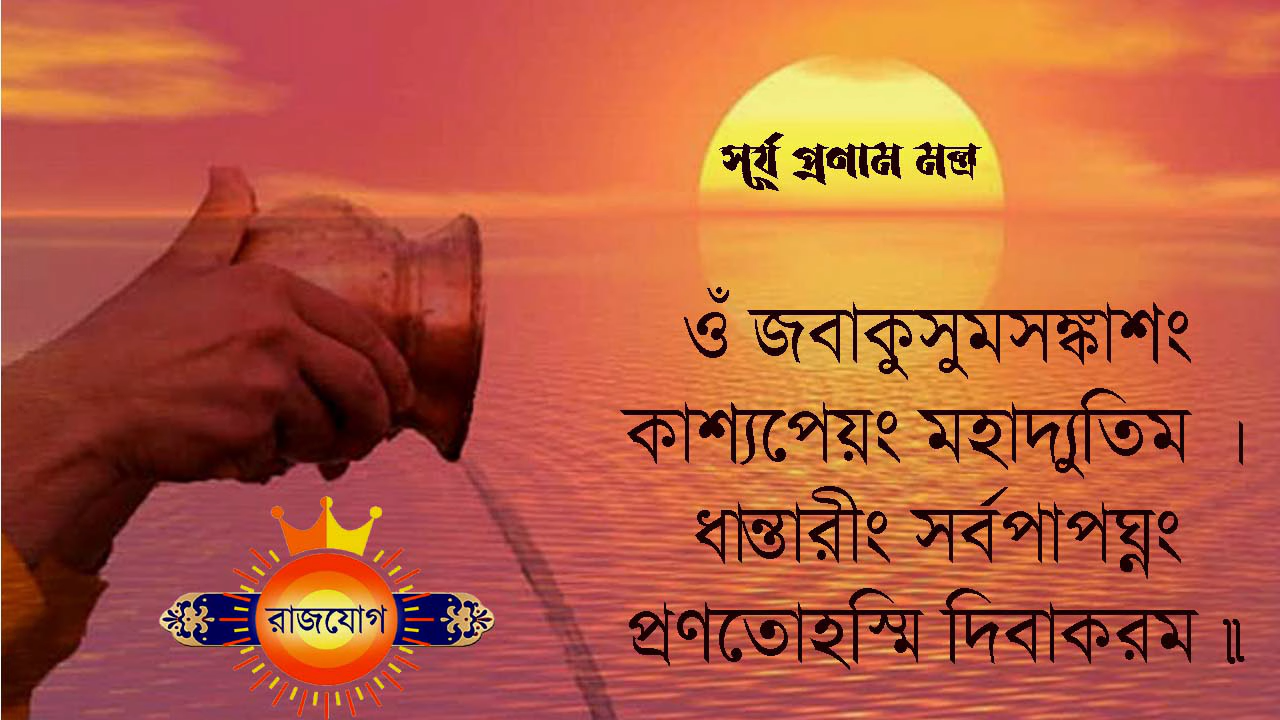 সূর্য প্রণাম মন্ত্র
ওঁ জবাকুসুমসঙ্কাশং
কাশ্যপেয়ং মহাদ্যুতিম ।
ধান্তারীং সর্বপাপঘ্নং
প্রণতোহস্মি দিবাকরম ॥
রাজযোগ